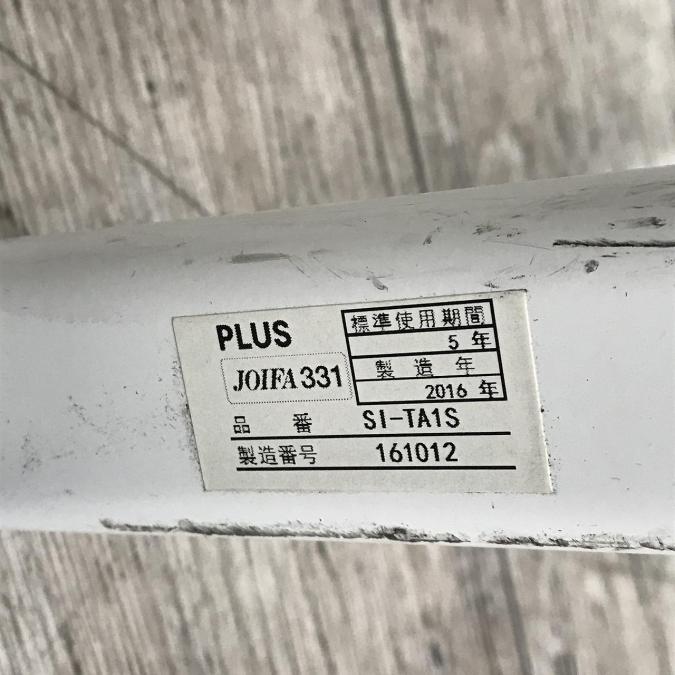 PLUS
JOIFA 331
標準使用期間
5 年
製 造 年
2016 年
品 番 SI-TA1S
製造番号 161012